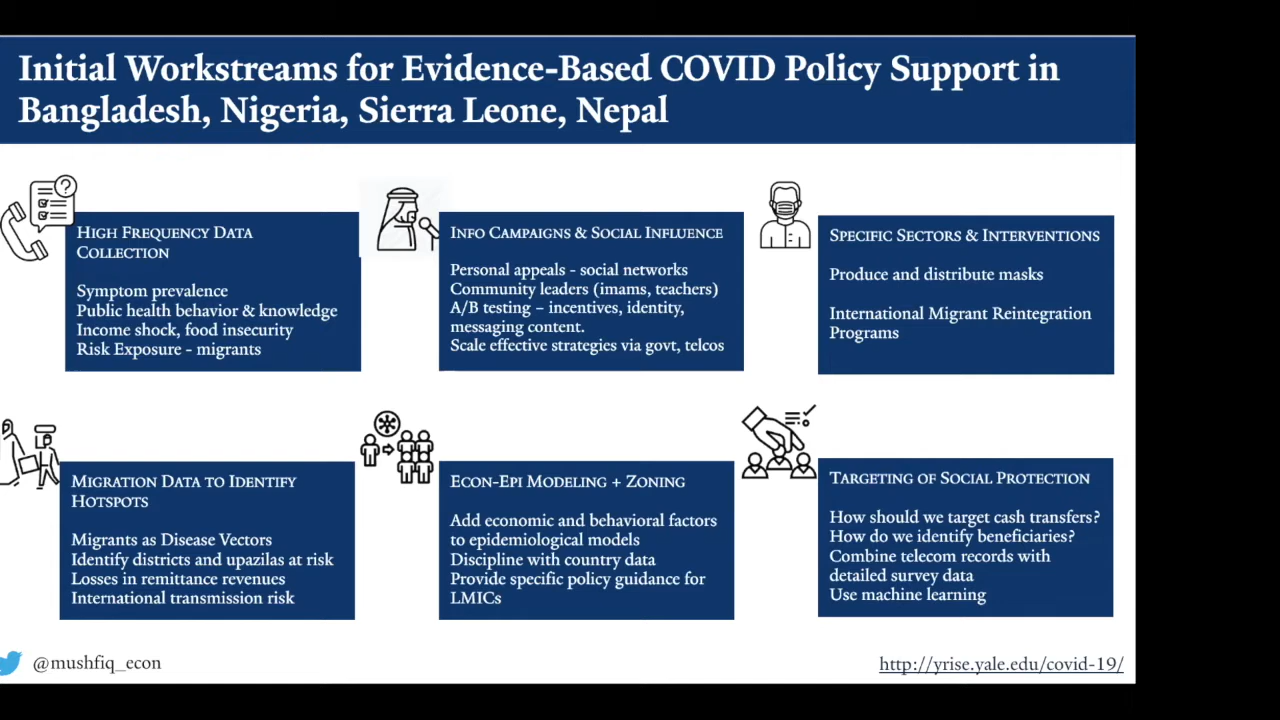 Initial Workstreams for Evidence-Based COVID Policy Support in
Bangladesh, Nigeria, Sierra Leone, Nepal
?
HIGH FREQUENCY DATA
COLLECTION
Symptom prevalence
Public health behavior & knowledge
Income shock, food insecurity
Risk Exposure - migrants
INFO CAMPAIGNS & SOCIAL INFLUENCE
Personal appeals - social networks
Community leaders (imams, teachers)
A/B testing – incentives, identity,
messaging content.
Scale effective strategies via govt, telcos
SPECIFIC SECTORS & INTERVENTIONS
Produce and distribute masks
International Migrant Reintegration
Programs
MIGRATION DATA TO IDENTIFY
HOTSPOTS
Migrants as Disease Vectors
Identify districts and upazilas at risk
Losses in remittance revenues
International transmission risk
ECON-EPI MODELING + ZONING
Add economic and behavioral factors
to epidemiological models
Discipline with country data
Provide specific policy guidance for
LMICs
TARGETING OF SOCIAL PROTECTION
How should we target cash transfers?
How do we identify beneficiaries?
Combine telecom records with
detailed survey data
Use machine learning
@mushfiq_econ
http://yrise.yale.edu/covid-19/